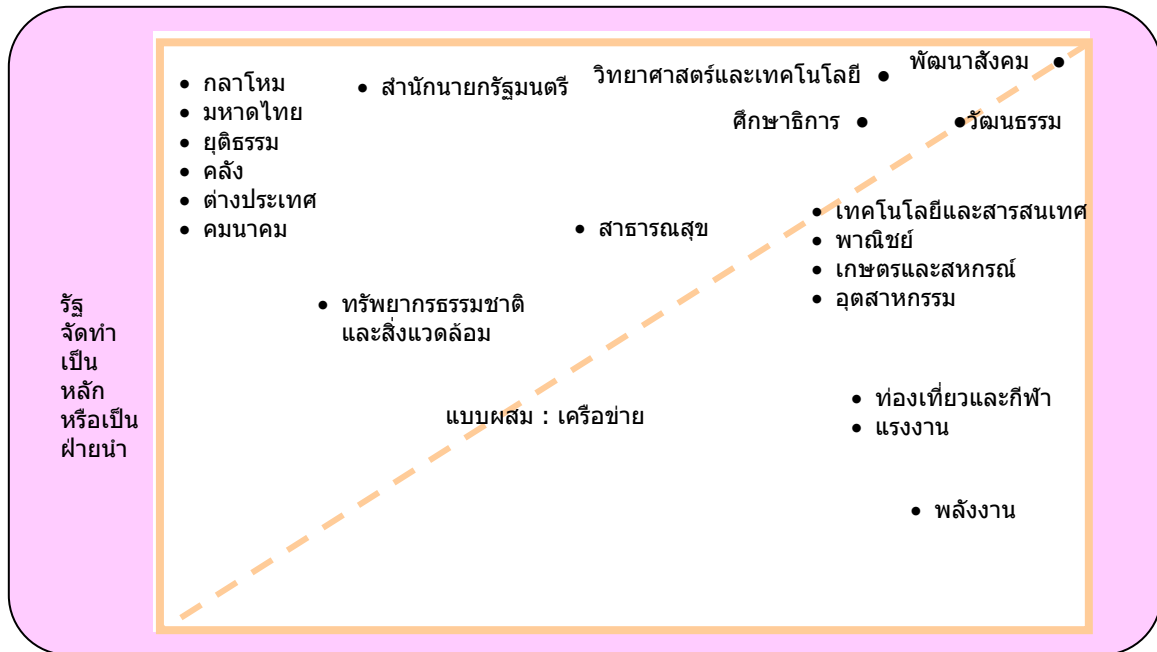 พัฒนาสังคม •
วิทยาศาสตร์และเทคโนโลยี •
• กลาโหม
• สำนักนายกรัฐมนตรี
• มหาดไทย
ศึกษาธิการ •
•วัฒนธรรม
• ยุติธรรม
• คลัง
• ต่างประเทศ
• คมนาคม
• สาธารณสุข
• เทคโนโลยีและสารสนเทศ
• พาณิชย์
• เกษตรและสหกรณ์
• อุตสาหกรรม
• ทรัพยากรธรรมชาติ
และสิ่งแวดล้อม
รัฐ
จัดทำ
เป็น
หลัก
หรือเป็น
ฝ่ายนำ
แบบผสม : เครือข่าย
• ท่องเที่ยวและกีฬา
• แรงงาน
• พลังงาน